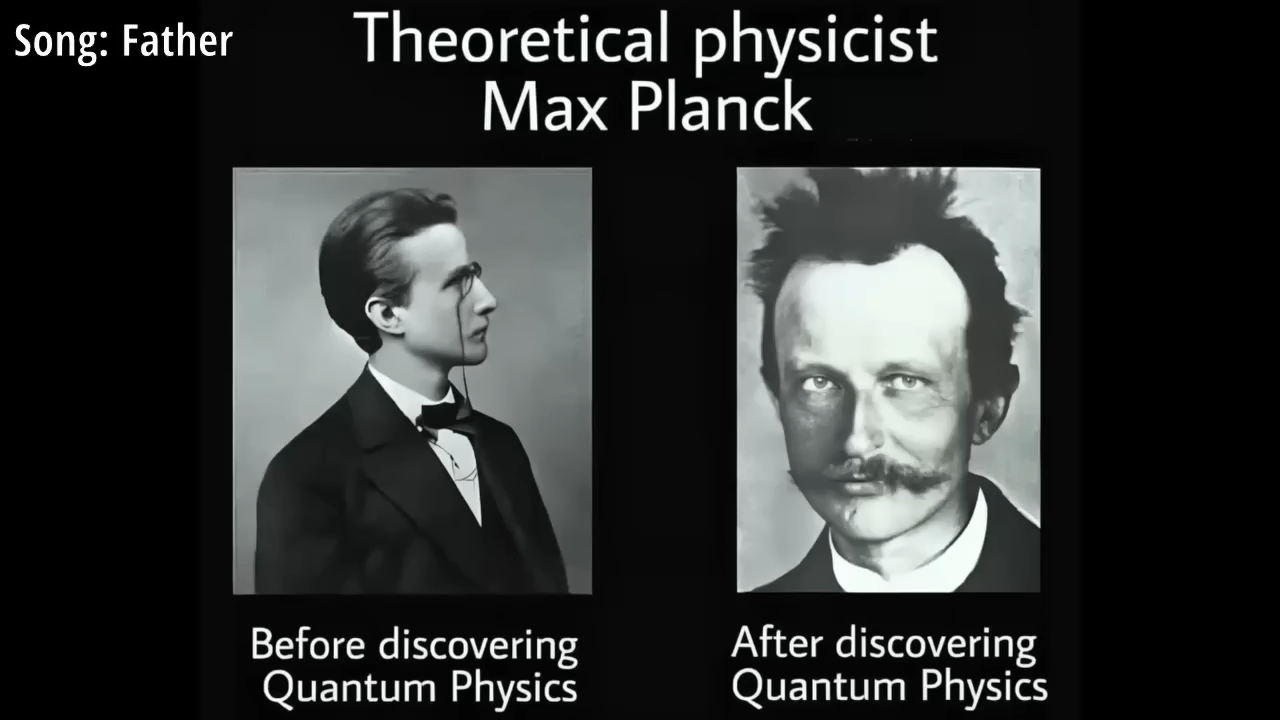 Song: Father
Theoretical physicist
Max Planck
Before discovering
Quantum Physics
After discovering
Quantum Physics